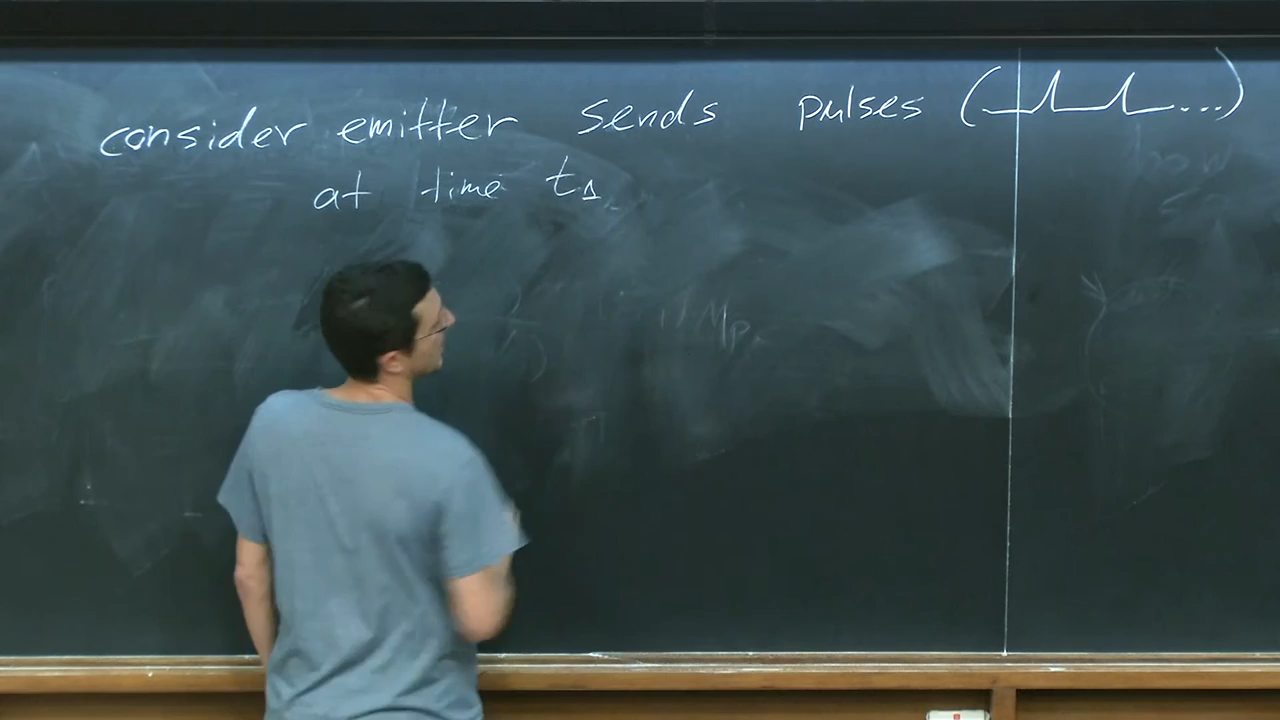 consider emitter sends pulses ( ... )
at time t₁